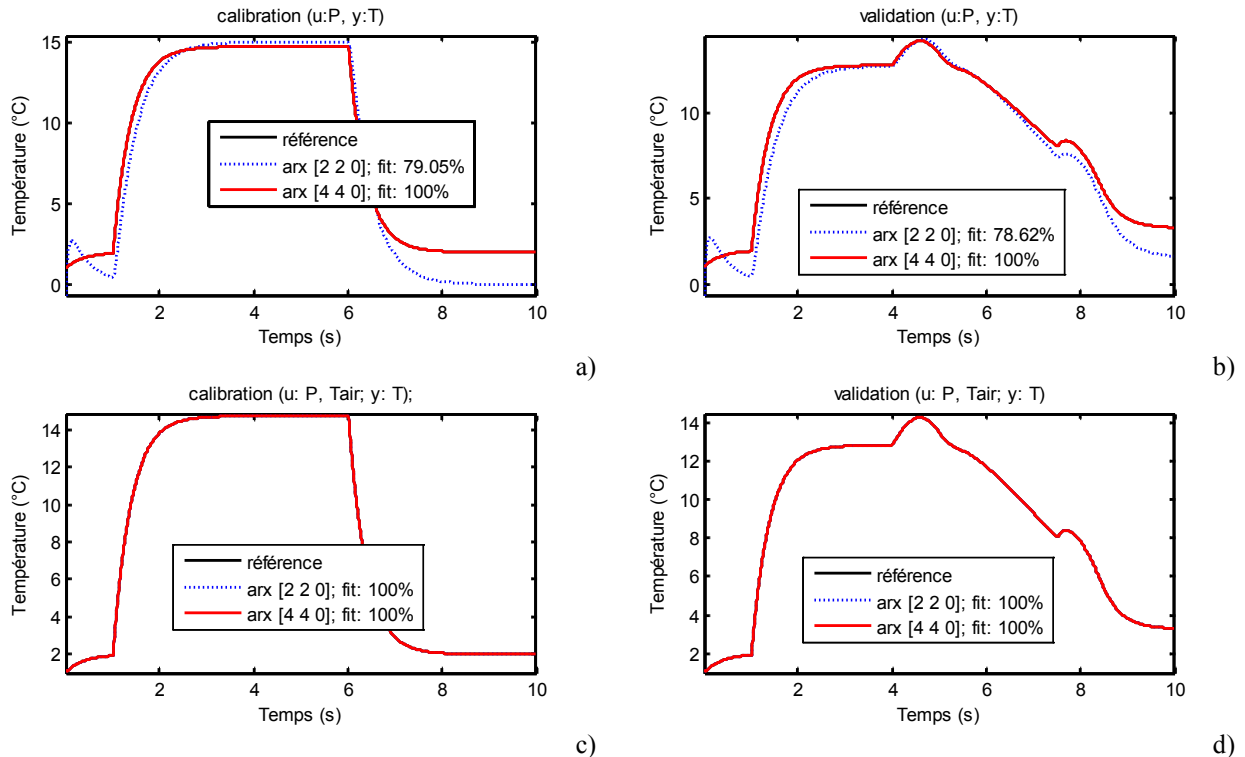 calibration (u:P, y:T)
15
10
5
0
Température (°C)
référence
arx [2 2 0]; fit: 79.05%
arx [4 4 0]; fit: 100%
2 4 6 8 10
Temps (s)
a)
validation (u:P, y:T)
10
5
0
Température (°C)
référence
arx [2 2 0]; fit: 78.62%
arx [4 4 0]; fit: 100%
2 4 6 8 10
Temps (s)
b)
calibration (u: P, Tair; y: T);
14
12
10
8
6
4
2
Température (°C)
référence
arx [2 2 0]; fit: 100%
arx [4 4 0]; fit: 100%
2 4 6 8 10
Temps (s)
c)
validation (u: P, Tair; y: T)
14
12
10
8
6
4
2
Température (°C)
référence
arx [2 2 0]; fit: 100%
arx [4 4 0]; fit: 100%
2 4 6 8 10
Temps (s)
d)